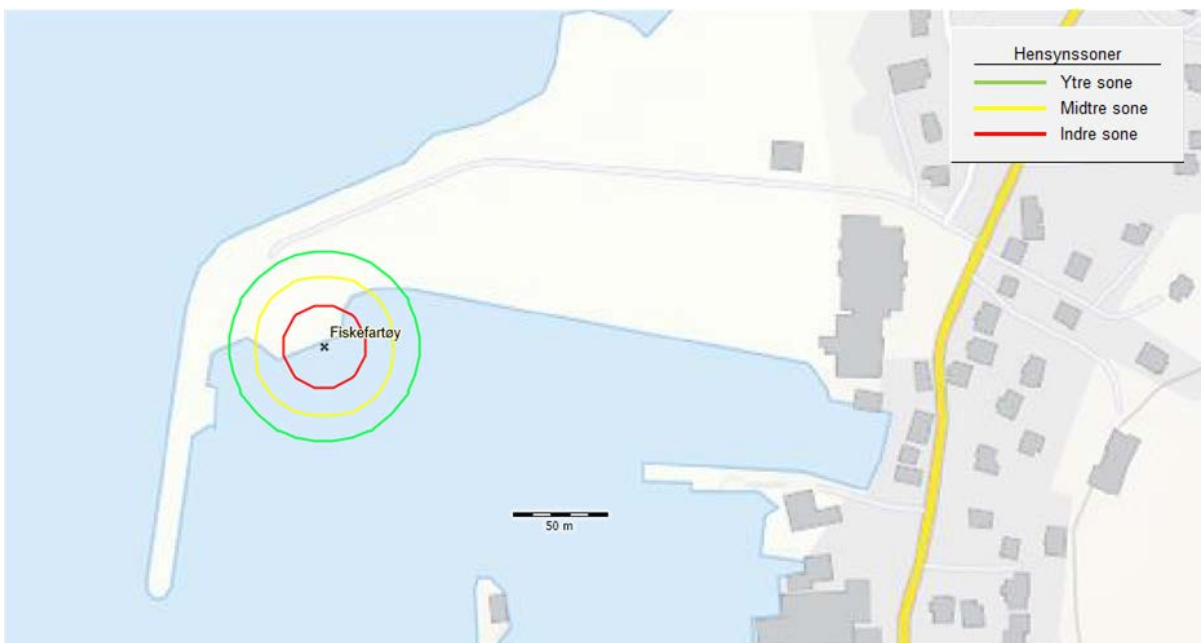 Hensynssoner
Ytre sone
Midtre sone
Indre sone
Fiskefartøy
50 m